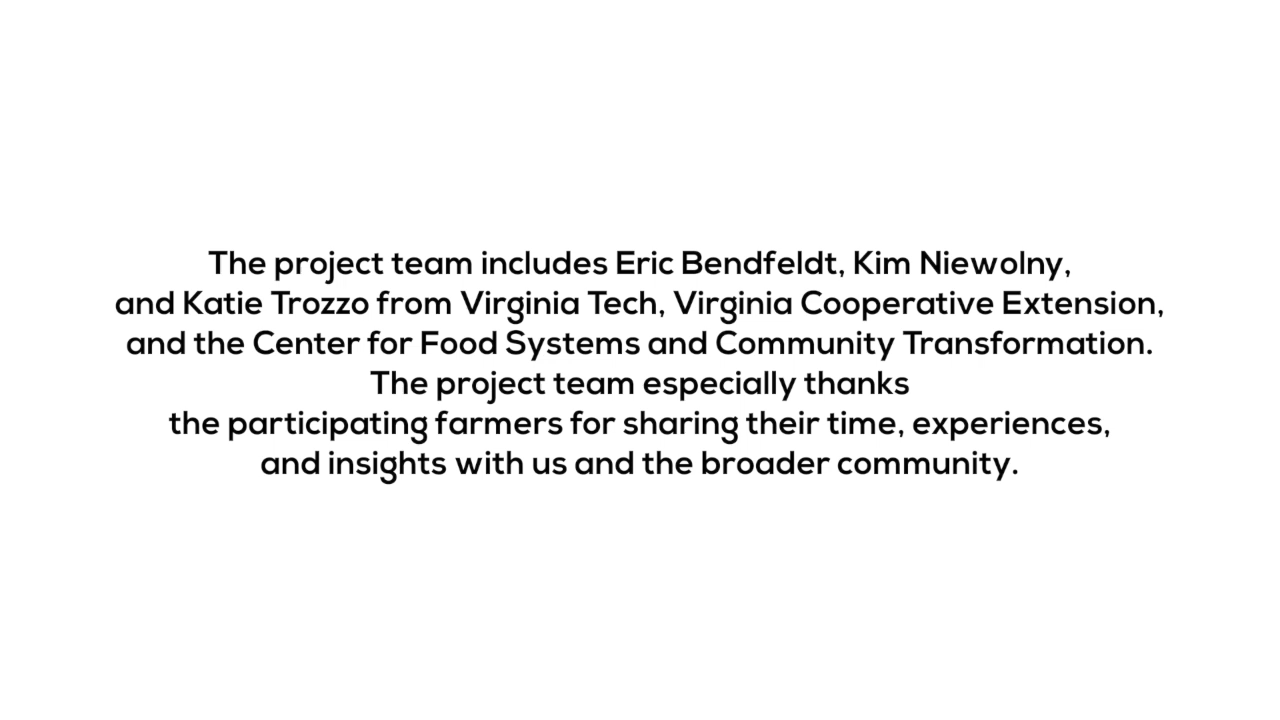 The project team includes Eric Bendfeldt, Kim Niewolny,
and Katie Trozzo from Virginia Tech, Virginia Cooperative Extension,
and the Center for Food Systems and Community Transformation.
The project team especially thanks
the participating farmers for sharing their time, experiences,
and insights with us and the broader community.